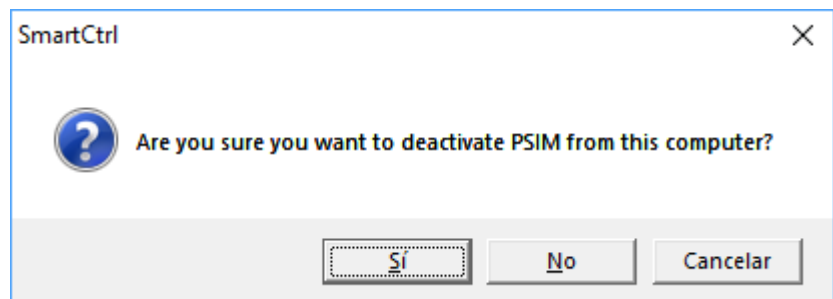 SmartCtrl
Are you sure you want to deactivate PSIM from this computer?
Sí No Cancelar